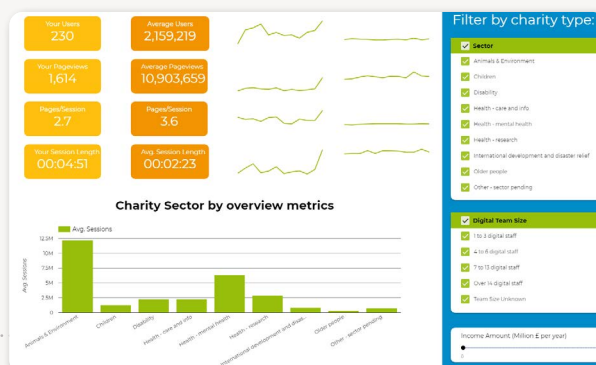 Your Users
230
Average Users
2,159,219
Your Pageviews
1,614
Average Pageviews
10,903,659
Pages/Session
2.7
Pages/Session
3.6
Your Session Length
00:04:51
Avg. Session Length
00:02:23
Charity Sector by overview metrics
Avg. Sessions
Avg. Sessions
12.5M
10M
7.5M
5M
2.5M
0
Animals & Environment
Children
Disability
Health - care and info
Health - mental health
Health - research
International development and disas...
Older people
Other - sector pending
Filter by charity type:
Sector
Animals & Environment
Children
Disability
Health - care and info
Health - mental health
Health - research
International development and disaster relief
Older people
Other - sector pending
Digital Team Size
1 to 3 digital staff
4 to 6 digital staff
7 to 13 digital staff
Over 14 digital staff
Team Size Unknown
Income Amount (Million £ per year)
0